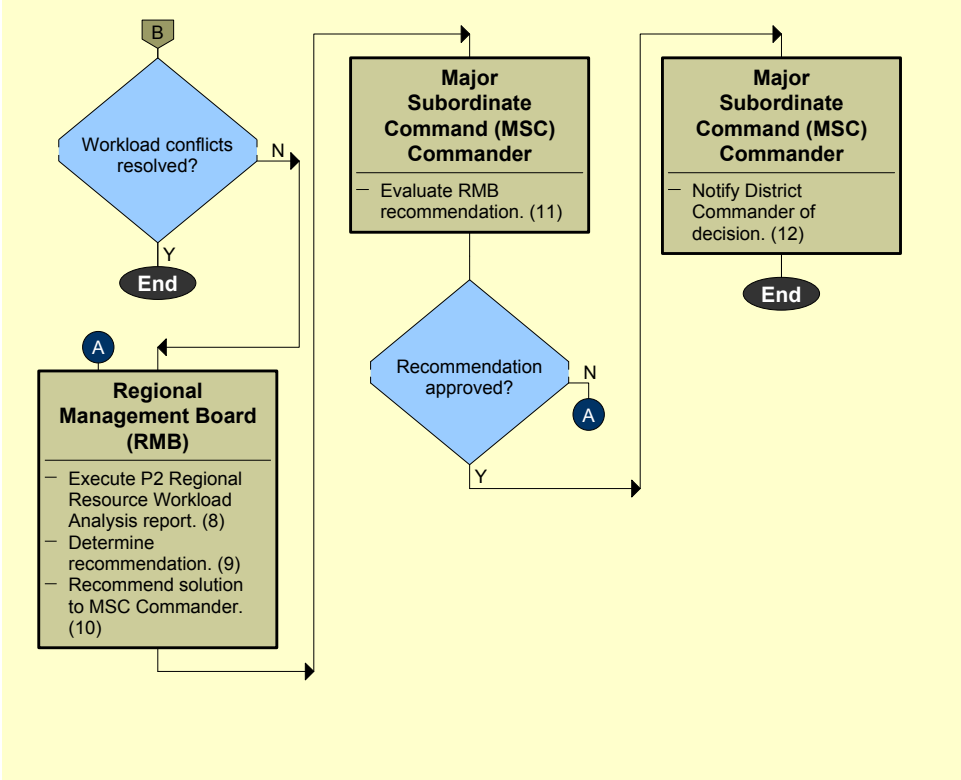 B
Workload conflicts
resolved?
N
Y
End
A
Regional
Management Board
(RMB)
– Execute P2 Regional
Resource Workload
Analysis report. (8)
– Determine
recommendation. (9)
– Recommend solution
to MSC Commander.
(10)
Major
Subordinate
Command (MSC)
Commander
– Evaluate RMB
recommendation. (11)
Recommendation
approved?
N
A
Y
Major
Subordinate
Command (MSC)
Commander
– Notify District
Commander of
decision. (12)
End